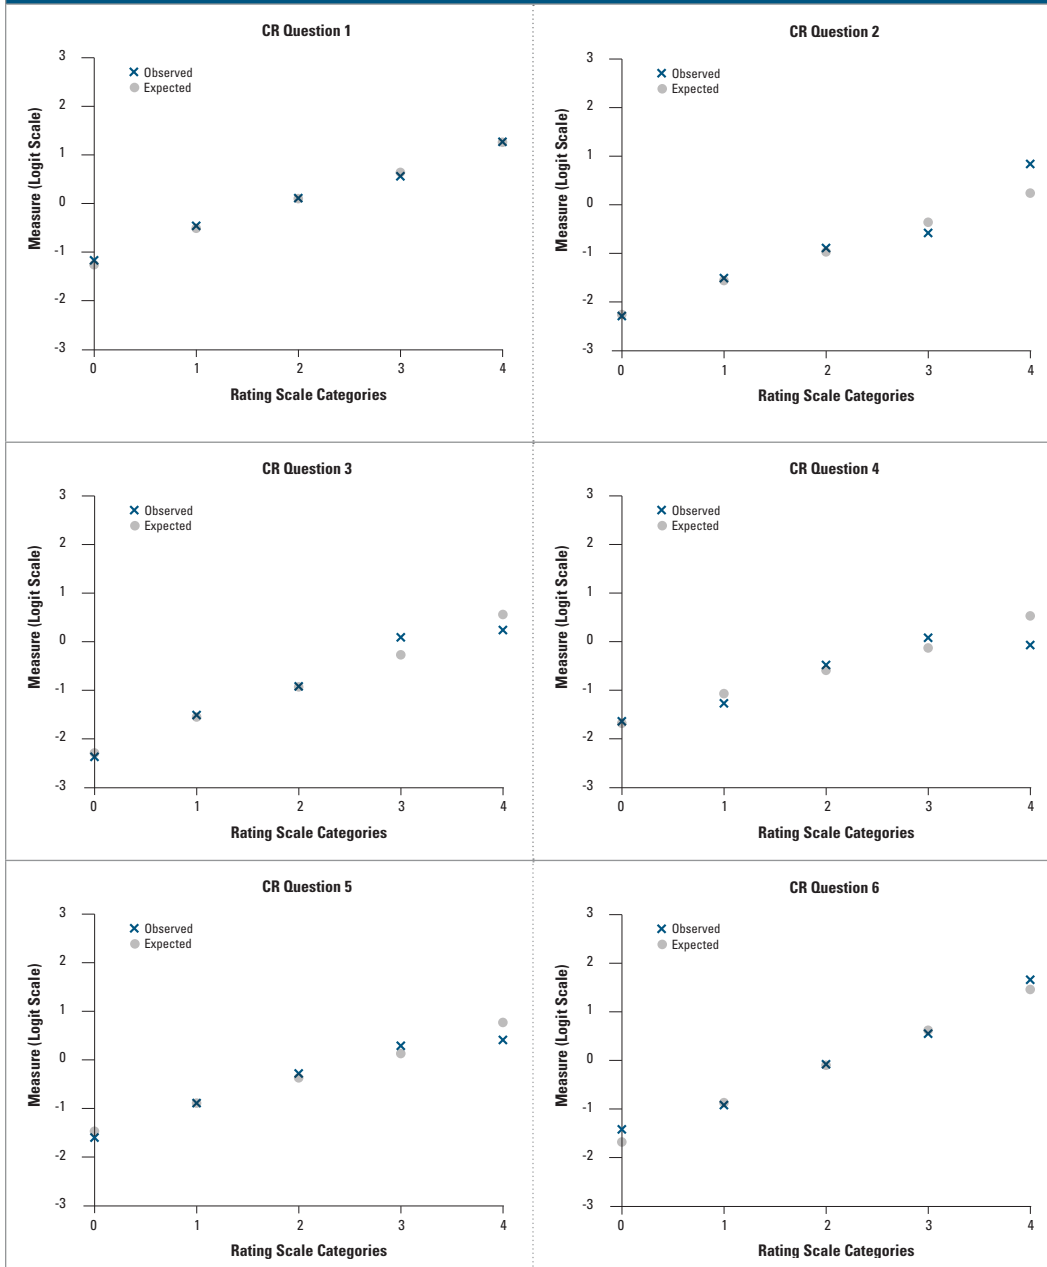 CR Question 1
3
2
1
0
-1
-2
-3
Measure (Logit Scale)
Observed
Expected
0 1 2 3 4
Rating Scale Categories
CR Question 2
3
2
1
0
-1
-2
-3
Measure (Logit Scale)
Observed
Expected
0 1 2 3 4
Rating Scale Categories
CR Question 3
3
2
1
0
-1
-2
-3
Measure (Logit Scale)
Observed
Expected
0 1 2 3 4
Rating Scale Categories
CR Question 4
3
2
1
0
-1
-2
-3
Measure (Logit Scale)
Observed
Expected
0 1 2 3 4
Rating Scale Categories
CR Question 5
3
2
1
0
-1
-2
-3
Measure (Logit Scale)
Observed
Expected
0 1 2 3 4
Rating Scale Categories
CR Question 6
3
2
1
0
-1
-2
-3
Measure (Logit Scale)
Observed
Expected
0 1 2 3 4
Rating Scale Categories